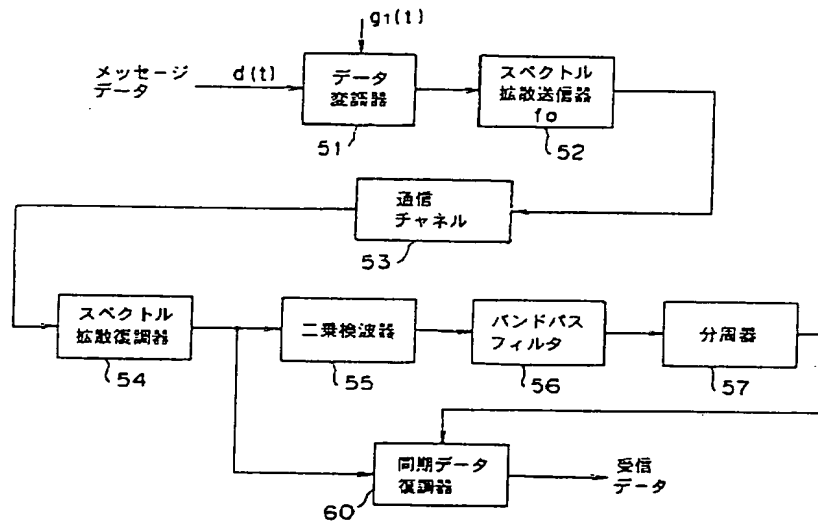 g1(t)
メッセージ
データ
d(t)
データ
変調器
51
スペクトル
拡散送信器
fo
52
通信
チャネル
53
スペクトル
拡散復調器
54
二乗検波器
55
バンドパス
フィルタ
56
分周器
57
同期データ
復調器
60
受信
データ